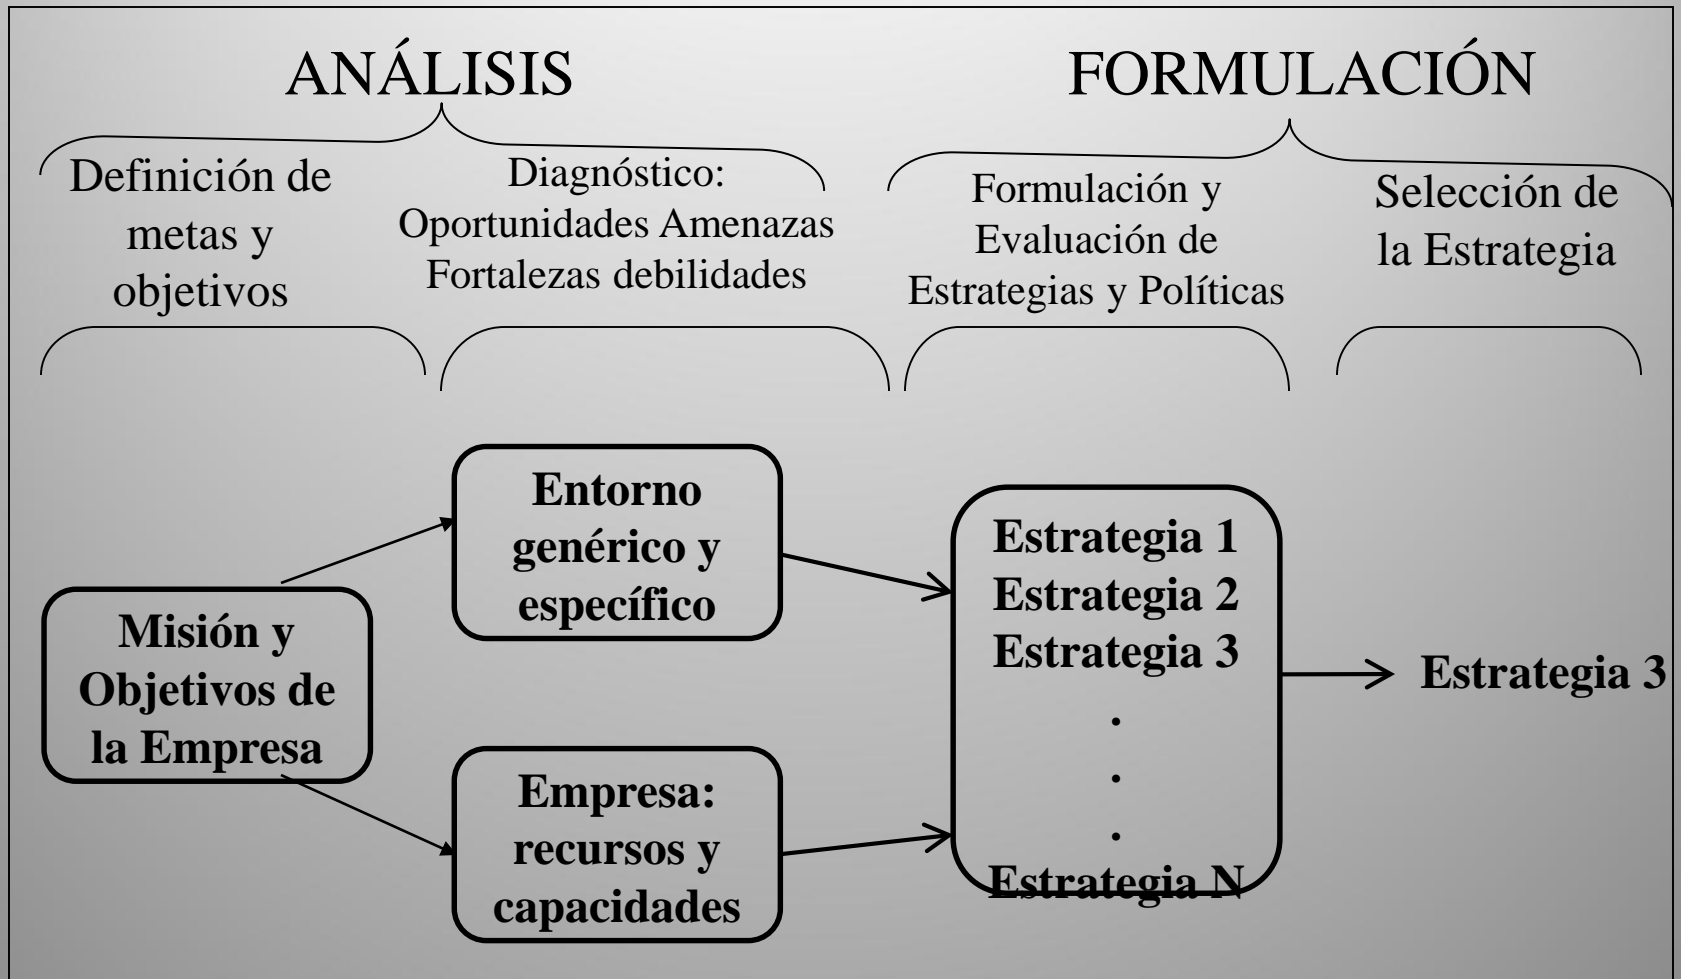 ANÁLISIS
FORMULACIÓN
Definición de
metas y
objetivos
Diagnóstico:
Oportunidades Amenazas
Fortalezas debilidades
Formulación y
Evaluación de
Estrategias y Políticas
Selección de
la Estrategia
Misión y
Objetivos de
la Empresa
Entorno
genérico y
específico
Empresa:
recursos y
capacidades
Estrategia 1
Estrategia 2
Estrategia 3
.
.
.
Estrategia N
Estrategia 3